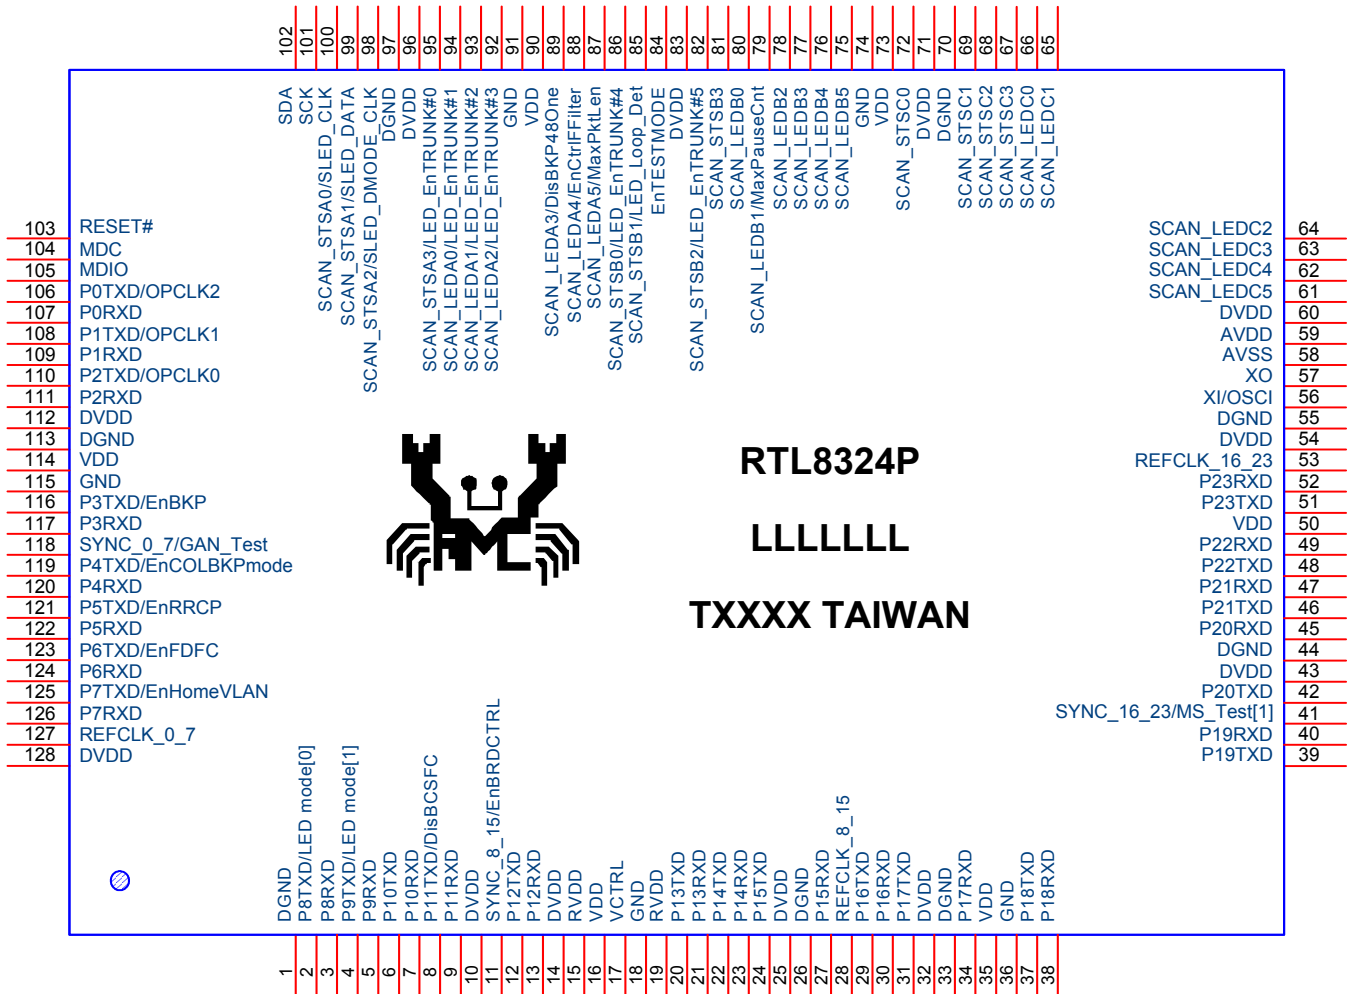 102 101 100 99 98 97 96 95 94 93 92 91 90 89 88 87 86 85 84 83 82 81 80 79 78 77 76 75 74 73 72 71 70 69 68 67 66 65
SDA
SCK
SCAN_STSA0/SLED_CLK
SCAN_STSA1/SLED_DATA
SCAN_STSA2/SLED_DMODE_CLK
DGND
DVDD
SCAN_STSA3/LED_EnTRUNK#0
SCAN_LEDA0/LED_EnTRUNK#1
SCAN_LEDA1/LED_EnTRUNK#2
SCAN_LEDA2/LED_EnTRUNK#3
GND
VDD
SCAN_LEDA3/DisBKP48One
SCAN_LEDA4/EnCtrlFFilter
SCAN_LEDA5/MaxPktLen
SCAN_STSB0/LED_EnTRUNK#4
SCAN_STSB1/LED_Loop_Det
EnTESTMODE
DVDD
SCAN_STSB2/LED_EnTRUNK#5
SCAN_STSB3
SCAN_LEDB0
SCAN_LEDB1/MaxPauseCnt
SCAN_LEDB2
SCAN_LEDB3
SCAN_LEDB4
SCAN_LEDB5
GND
VDD
SCAN_STSC0
DVDD
DGND
SCAN_STSC1
SCAN_STSC2
SCAN_STSC3
SCAN_LEDC0
SCAN_LEDC1
103 RESET#
104 MDC
105 MDIO
106 P0TXD/OPCLK2
107 P0RXD
108 P1TXD/OPCLK1
109 P1RXD
110 P2TXD/OPCLK0
111 P2RXD
112 DVDD
113 DGND
114 VDD
115 GND
116 P3TXD/EnBKP
117 P3RXD
118 SYNC_0_7/GAN_Test
119 P4TXD/EnCOLBKPmode
120 P4RXD
121 P5TXD/EnRRCP
122 P5RXD
123 P6TXD/EnFDFC
124 P6RXD
125 P7TXD/EnHomeVLAN
126 P7RXD
127 REFCLK_0_7
128 DVDD
RTL8324P
LLLLLLL
TXXXX TAIWAN
SCAN_LEDC2 64
SCAN_LEDC3 63
SCAN_LEDC4 62
SCAN_LEDC5 61
DVDD 60
AVDD 59
AVSS 58
XO 57
XI/OSCI 56
DGND 55
DVDD 54
REFCLK_16_23 53
P23RXD 52
P23TXD 51
VDD 50
P22RXD 49
P22TXD 48
P21RXD 47
P21TXD 46
P20RXD 45
DGND 44
DVDD 43
P20TXD 42
SYNC_16_23/MS_Test[1] 41
P19RXD 40
P19TXD 39
DGND
P8TXD/LED mode[0]
P8RXD
P9TXD/LED mode[1]
P9RXD
P10TXD
P10RXD
P11TXD/DisBCSFC
P11RXD
DVDD
SYNC_8_15/EnBRDCTRL
P12TXD
P12RXD
DVDD
RVDD
VDD
VCTRL
GND
RVDD
P13TXD
P13RXD
P14TXD
P14RXD
P15TXD
DVDD
DGND
P15RXD
REFCLK_8_15
P16TXD
P16RXD
P17TXD
DVDD
DGND
P17RXD
VDD
GND
P18TXD
P18RXD
1 2 3 4 5 6 7 8 9 10 11 12 13 14 15 16 17 18 19 20 21 22 23 24 25 26 27 28 29 30 31 32 33 34 35 36 37 38